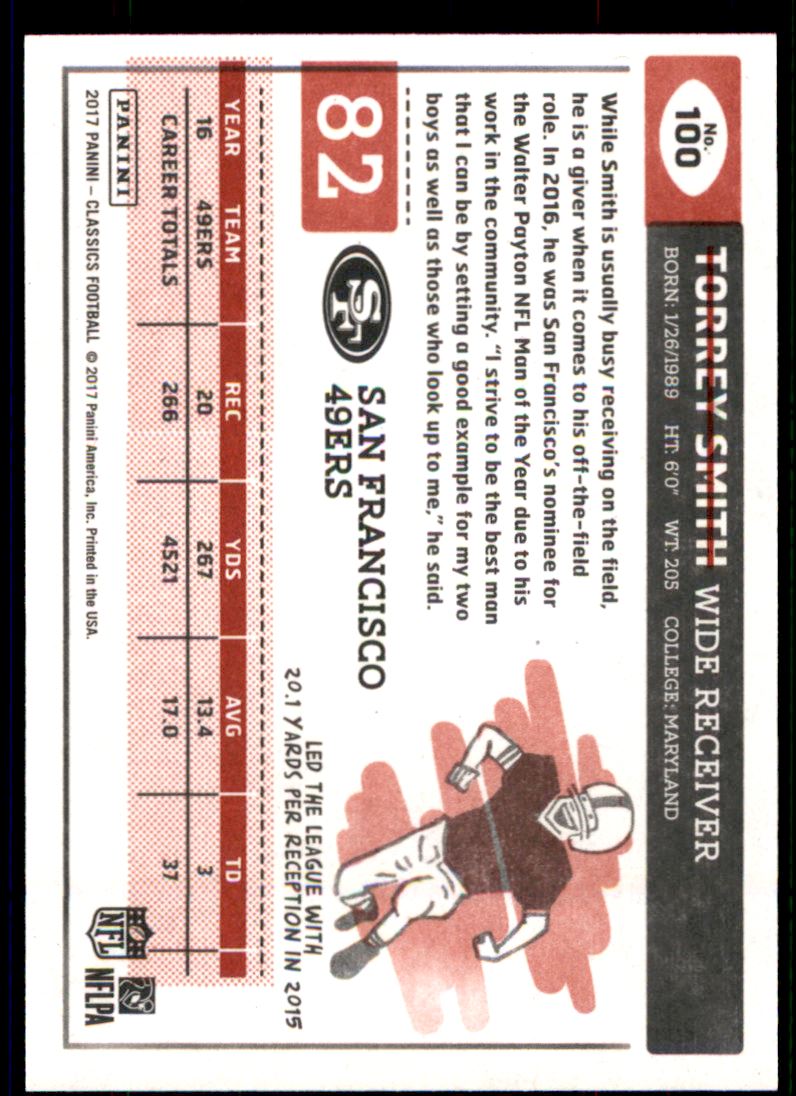 No.
100
TORREY SMITH WIDE RECEIVER
BORN: 1/26/1989 HT: 6'0" WT: 205 COLLEGE: MARYLAND
While Smith is usually busy receiving on the field,
he is a giver when it comes to his off-the-field
role. In 2016, he was San Francisco's nominee for
the Walter Payton NFL Man of the Year due to his
work in the community. "I strive to be the best man
that I can be by setting a good example for my two
boys as well as those who look up to me," he said.
82
SF
SAN FRANCISCO
49ERS
LED THE LEAGUE WITH
20.1 YARDS PER RECEPTION IN 2015
YEAR TEAM REC YDS AVG TD
16 49ERS 20 267 13.4 3
CAREER TOTALS 266 4521 17.0 37
PANINI
2017 PANINI – CLASSICS FOOTBALL © 2017 Panini America, Inc. Printed in the USA.
NFL
NFLPA